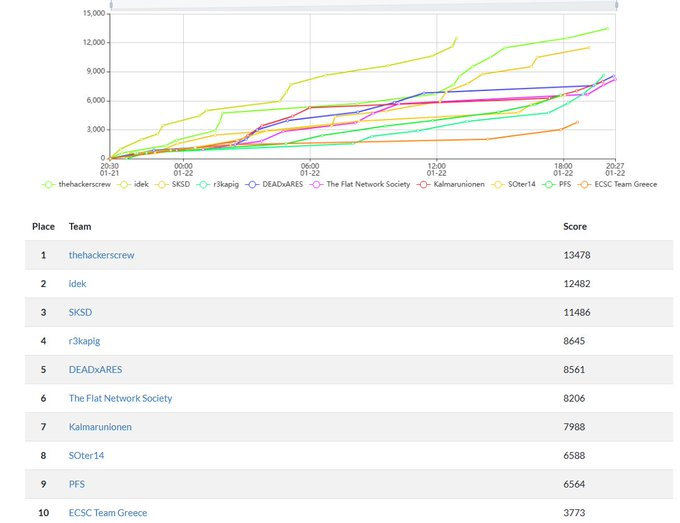 15,000
12,000
9,000
6,000
3,000
0
20:30 00:00 06:00 12:00 18:00 20:27
01-21 01-22 01-22 01-22 01-22 01-22
thehackerscrew idek SKSD r3kapig DEADxARES The Flat Network Society Kalmarunionen SOter14 PFS ECSC Team Greece
Place Team Score
1 thehackerscrew 13478
2 idek 12482
3 SKSD 11486
4 r3kapig 8645
5 DEADxARES 8561
6 The Flat Network Society 8206
7 Kalmarunionen 7988
8 SOter14 6588
9 PFS 6564
10 ECSC Team Greece 3773